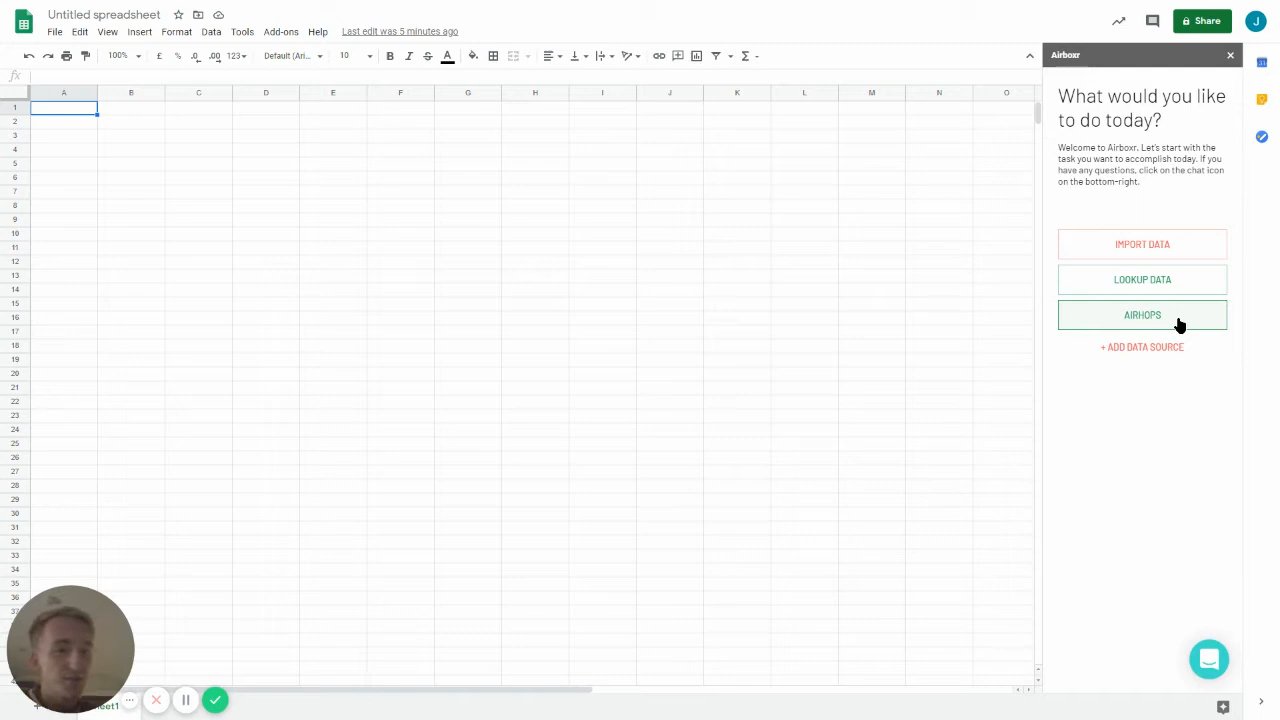 Untitled spreadsheet
File Edit View Insert Format Data Tools Add-ons Help Last edit was 5 minutes ago
Share
J
100% £ % .0 .00 123 Default (Ari... 10 B I S A
fx
Airboxr
A B C D E F G H I J K L M N O
1
2
3
4
5
6
7
8
9
10
11
12
13
14
15
16
17
18
19
20
21
22
23
24
25
26
27
28
29
30
31
32
33
34
35
36
37
What would you like
to do today?
Welcome to Airboxr. Let's start with the
task you want to accomplish today. If you
have any questions, click on the chat icon
on the bottom-right.
IMPORT DATA
LOOKUP DATA
AIRHOPS
+ ADD DATA SOURCE